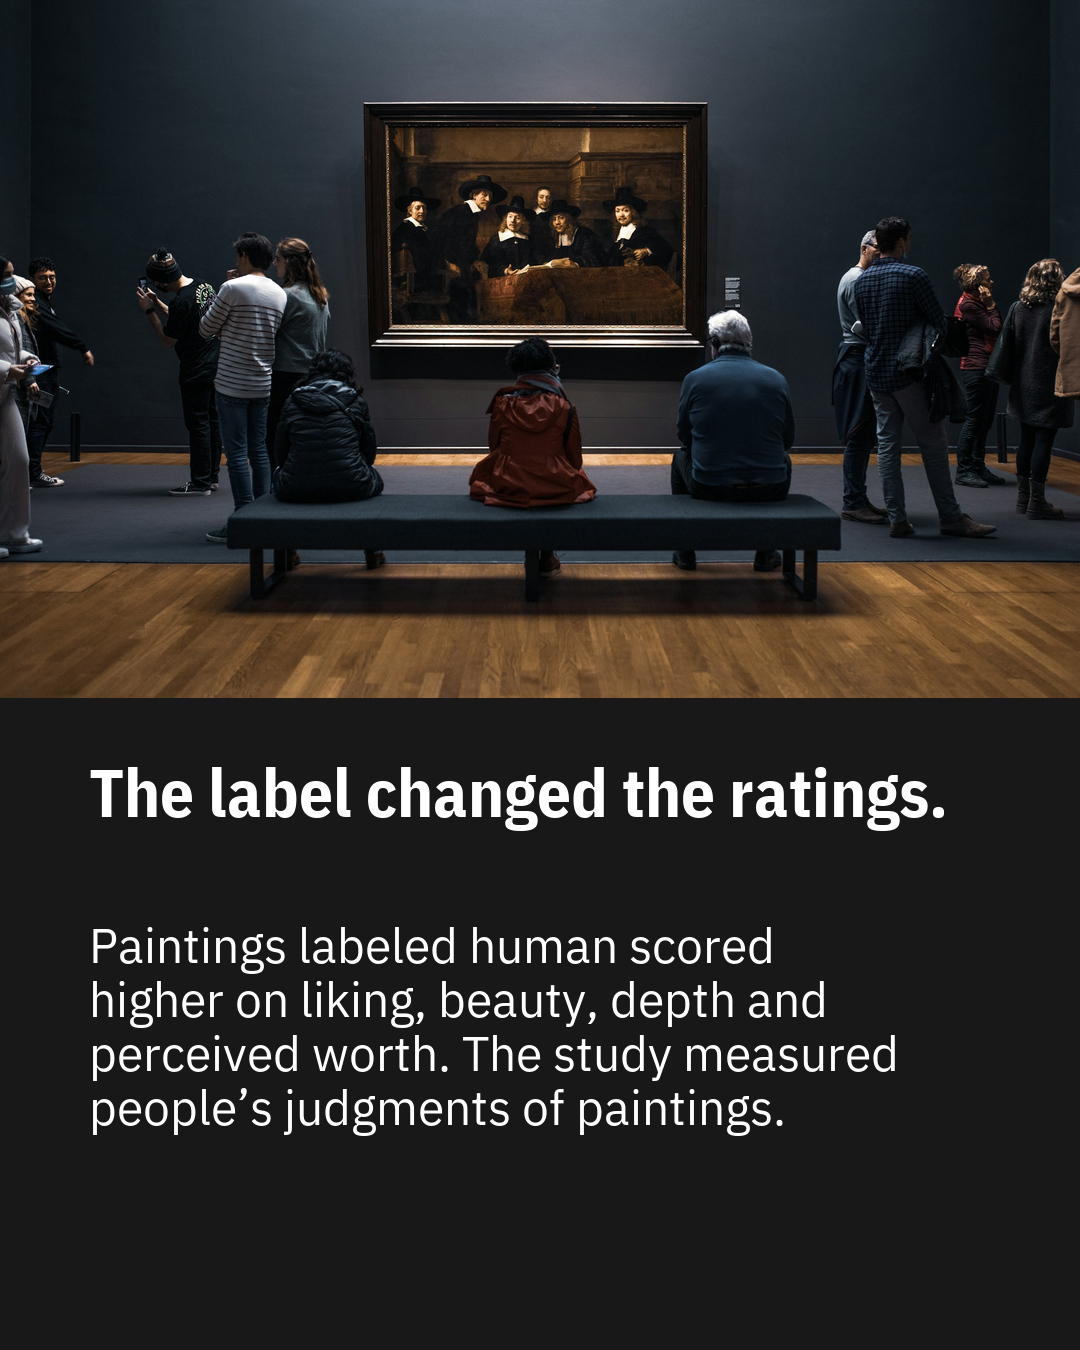 The label changed the ratings.
Paintings labeled human scored
higher on liking, beauty, depth and
perceived worth. The study measured
people’s judgments of paintings.